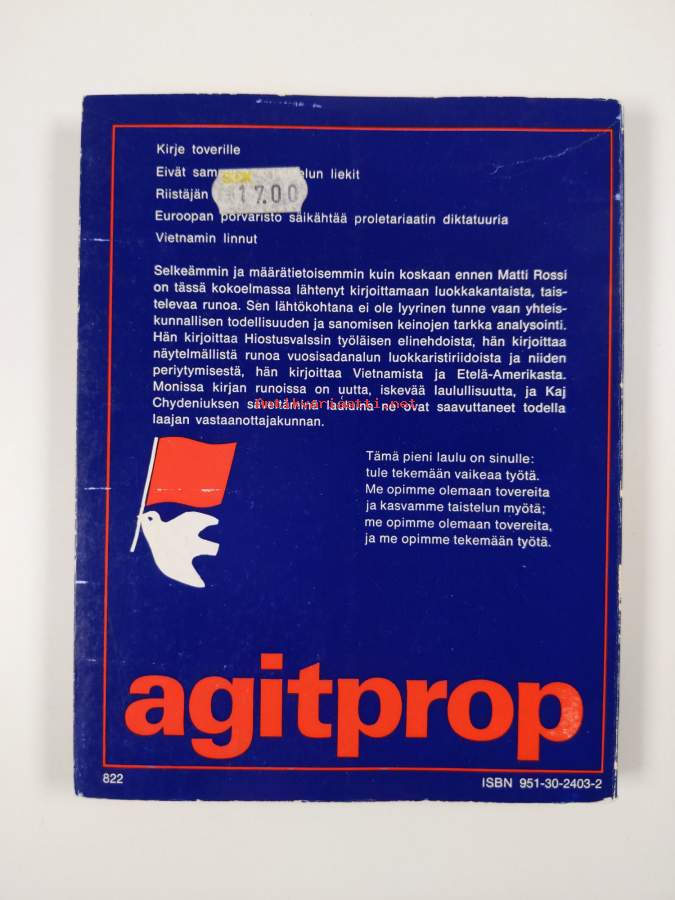 Kirje toverille
Eivät sam elun liekit
Riistäjän
17.00
Euroopan porvaristo säikähtää proletariaatin diktatuuria
Vietnamin linnut
Selkeämmin ja määrätietoisemmin kuin koskaan ennen Matti Rossi
on tässä kokoelmassa lähtenyt kirjoittamaan luokkakantaista, tais-
televaa runoa. Sen lähtökohtana ei ole lyyrinen tunne vaan yhteis-
kunnallisen todellisuuden ja sanomisen keinojen tarkka analysointi.
Hän kirjoittaa Hiostusvalssin työläisen elinehdoista, hän kirjoittaa
näytelmällistä runoa vuosisadanalun luokkaristiriidoista ja niiden
periytymisestä, hän kirjoittaa Vietnamista ja Etelä-Amerikasta.
Monissa kirjan runoissa on uutta, iskevää laulullisuutta, ja Kaj
Chydeniuksen säveltäminä lauluina ne ovat saavuttaneet todella
laajan vastaanottajakunnan.
Antikvariaatti.net
Tämä pieni laulu on sinulle:
tule tekemään vaikeaa työtä.
Me opimme olemaan tovereita
ja kasvamme taistelun myötä;
me opimme olemaan tovereita,
ja me opimme tekemään työtä.
agitprop
822
ISBN 951-30-2403-2